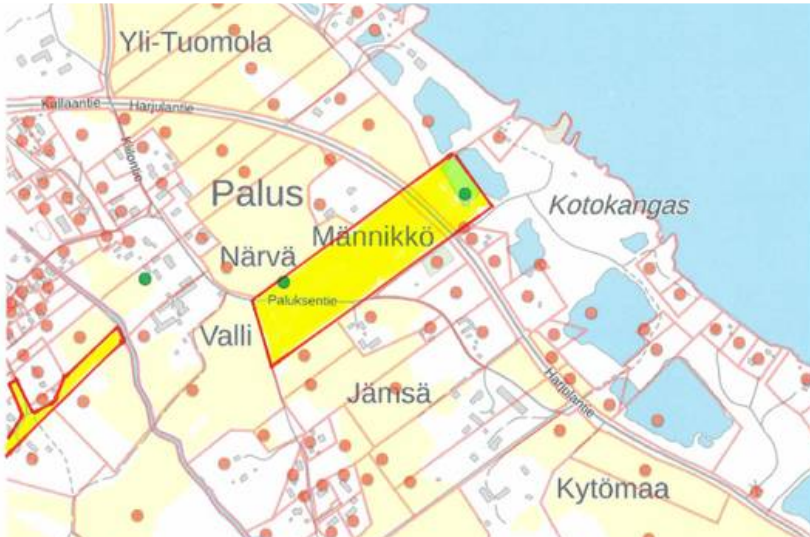 Yli-Tuomola
Kullaantie
Harjulantie
Kiilontie
Palus
Kotokangas
Männikkö
Närvä
Paluksentie
Valli
Jämsä
Harjulantie
Kytömaa